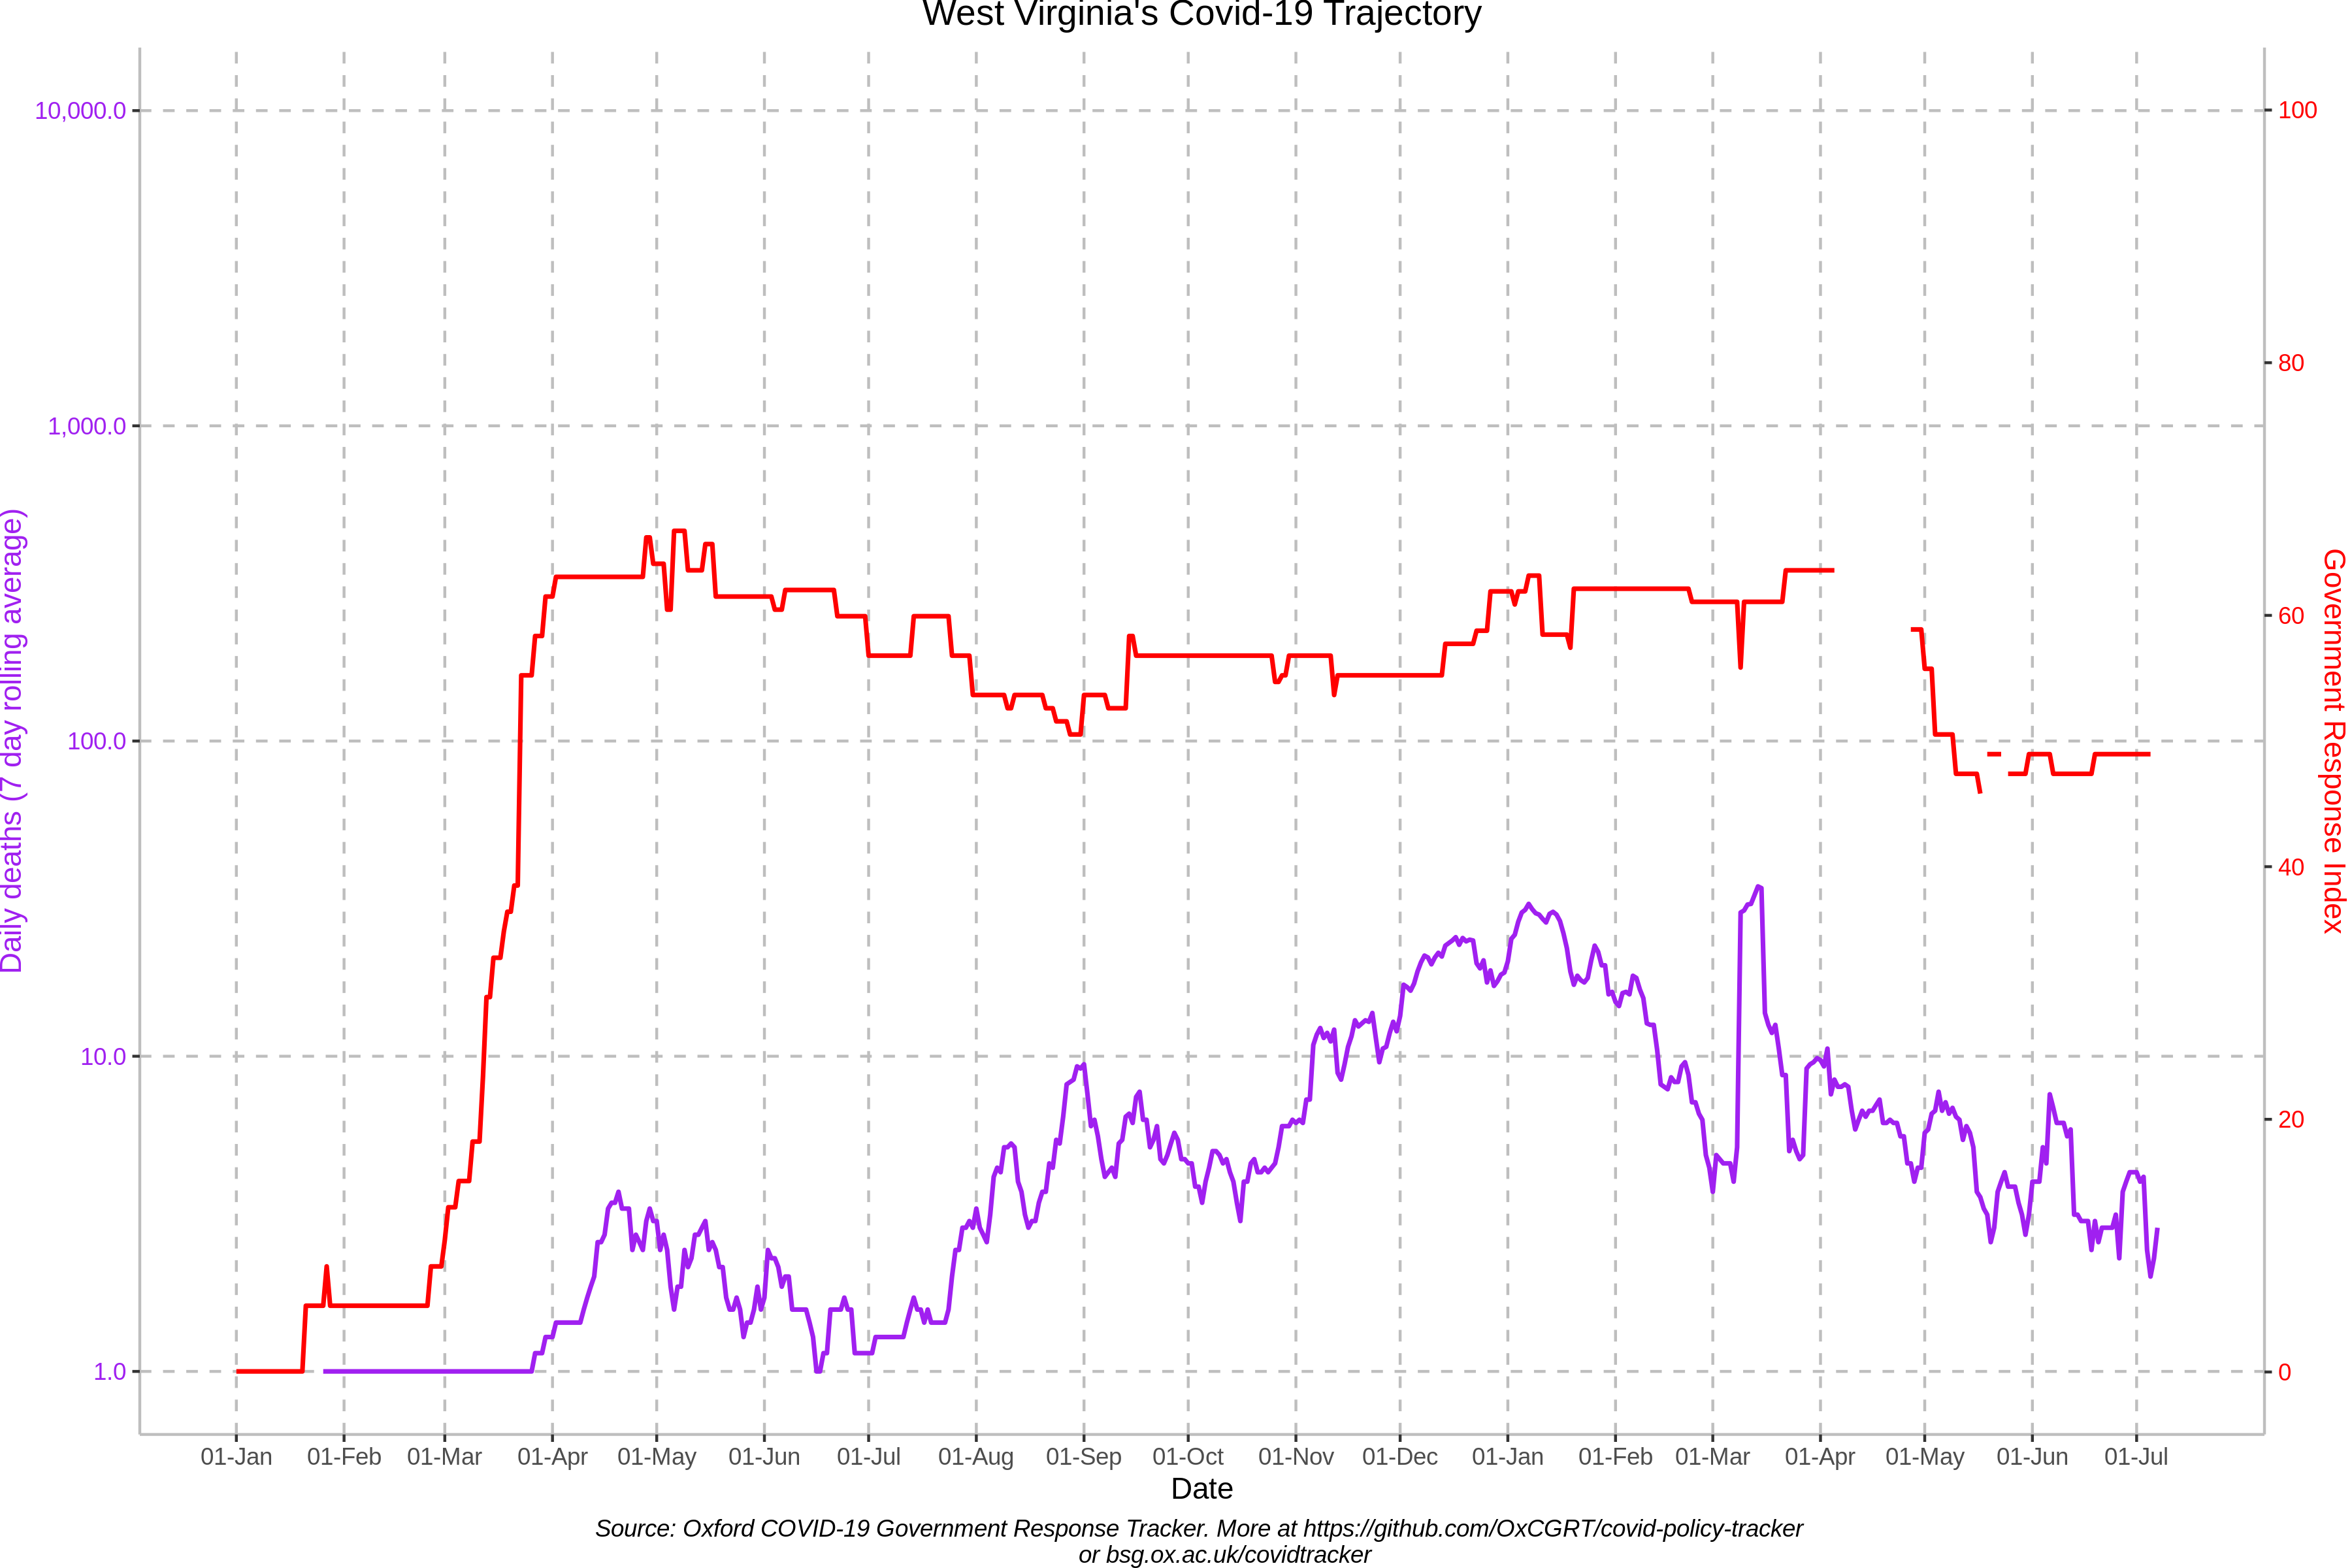 West Virginia's Covid-19 Trajectory
10,000.0
1,000.0
100.0
10.0
1.0
Daily deaths (7 day rolling average)
100
80
60
40
20
0
Government Response Index
01-Jan 01-Feb 01-Mar 01-Apr 01-May 01-Jun 01-Jul 01-Aug 01-Sep 01-Oct 01-Nov 01-Dec 01-Jan 01-Feb 01-Mar 01-Apr 01-May 01-Jun 01-Jul
Date
Source: Oxford COVID-19 Government Response Tracker. More at https://github.com/OxCGRT/covid-policy-tracker
or bsg.ox.ac.uk/covidtracker